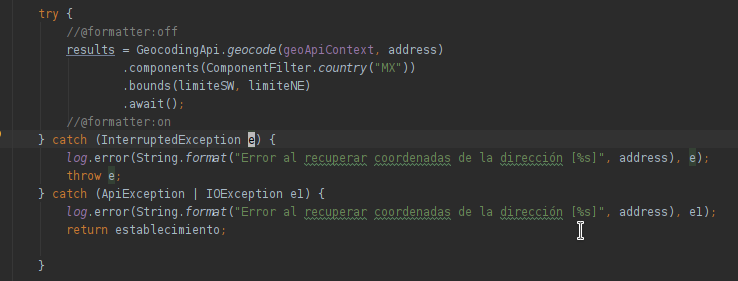 try {
//@formatter:off
results = GeocodingApi.geocode(geoApiContext, address)
.components(ComponentFilter.country("MX"))
.bounds(limiteSW, limiteNE)
.await();
//@formatter:on
} catch (InterruptedException e) {
log.error(String.format("Error al recuperar coordenadas de la dirección [%s]", address), e);
throw e;
} catch (ApiException | IOException e1) {
log.error(String.format("Error al recuperar coordenadas de la dirección [%s]", address), e1);
return establecimiento;
}